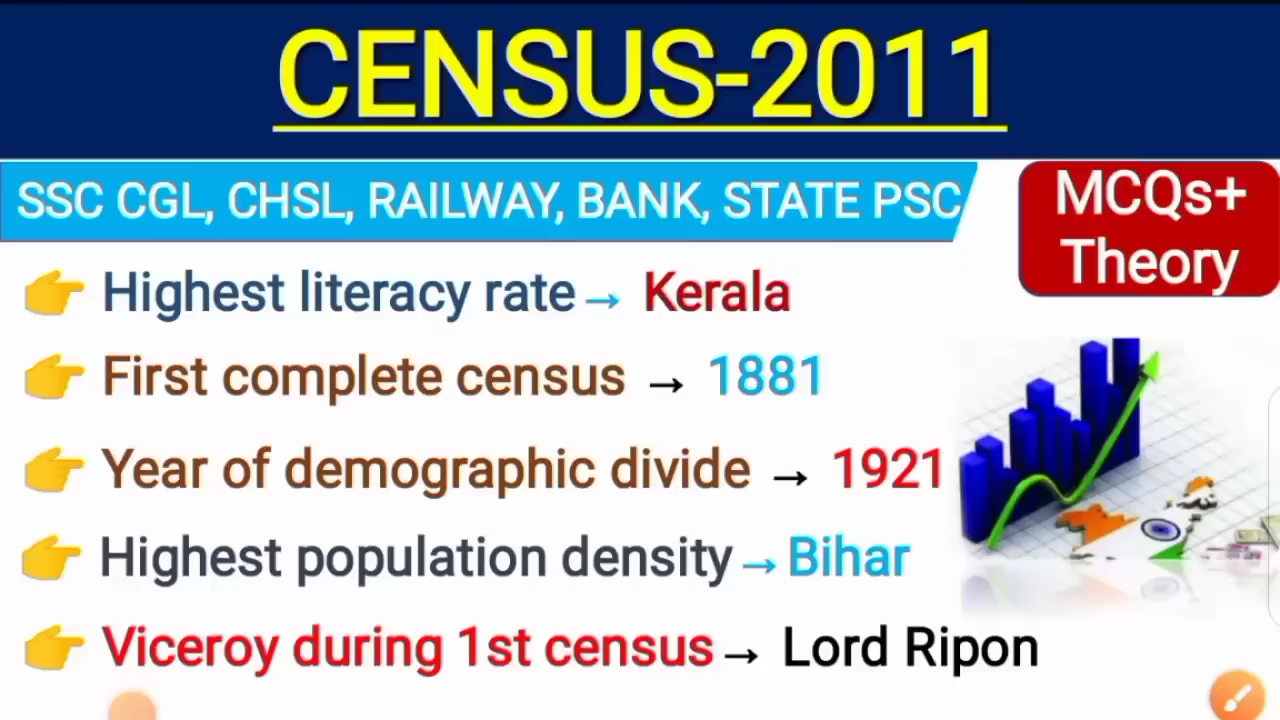 CENSUS-2011
SSC CGL, CHSL, RAILWAY, BANK, STATE PSC
MCQs+
Theory
👉 Highest literacy rate → Kerala
👉 First complete census → 1881
👉 Year of demographic divide → 1921
👉 Highest population density → Bihar
👉 Viceroy during 1st census → Lord Ripon